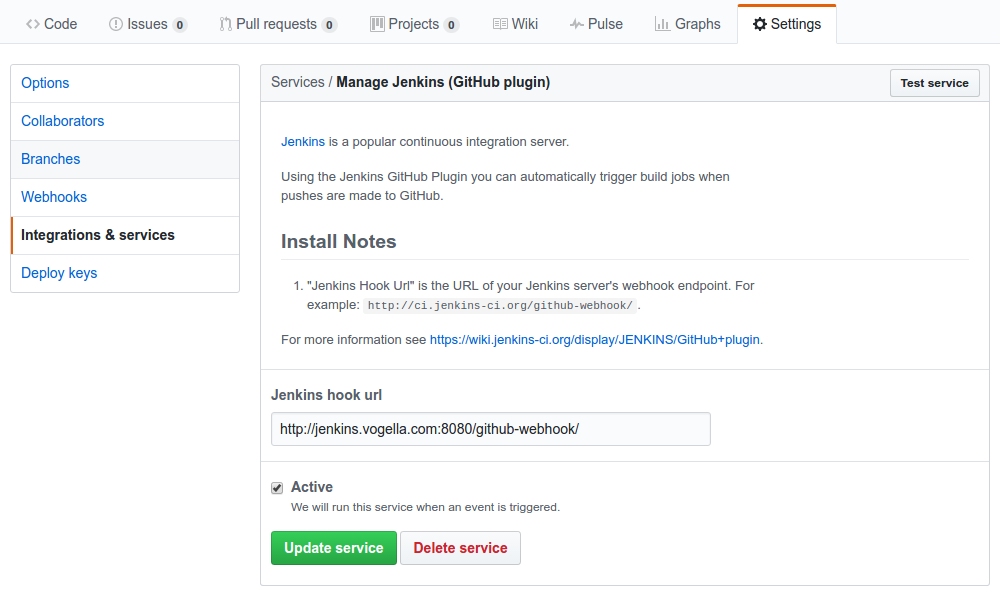 Code Issues 0 Pull requests 0 Projects 0 Wiki Pulse Graphs Settings
Options
Collaborators
Branches
Webhooks
Integrations & services
Deploy keys
Services / Manage Jenkins (GitHub plugin) Test service
Jenkins is a popular continuous integration server.
Using the Jenkins GitHub Plugin you can automatically trigger build jobs when
pushes are made to GitHub.
Install Notes
1. "Jenkins Hook Url" is the URL of your Jenkins server's webhook endpoint. For
example: http://ci.jenkins-ci.org/github-webhook/ .
For more information see https://wiki.jenkins-ci.org/display/JENKINS/GitHub+plugin.
Jenkins hook url
http://jenkins.vogella.com:8080/github-webhook/
Active
We will run this service when an event is triggered.
Update service Delete service